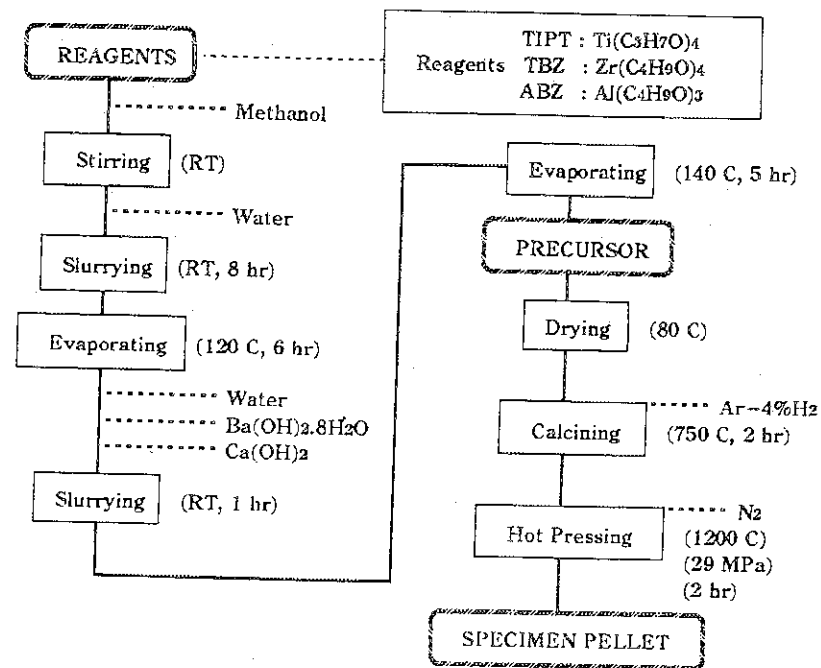 REAGENTS
TIPT : Ti(C3H7O)4
Reagents TBZ : Zr(C4H9O)4
ABZ : Al(C4H9O)3
Methanol
Stirring (RT)
Water
Slurrying (RT, 8 hr)
Evaporating (120 C, 6 hr)
Water
Ba(OH)2.8H2O
Ca(OH)2
Slurrying (RT, 1 hr)
Evaporating (140 C, 5 hr)
PRECURSOR
Drying (80 C)
Ar-4%H2
Calcining (750 C, 2 hr)
N2
Hot Pressing (1200 C)
(29 MPa)
(2 hr)
SPECIMEN PELLET